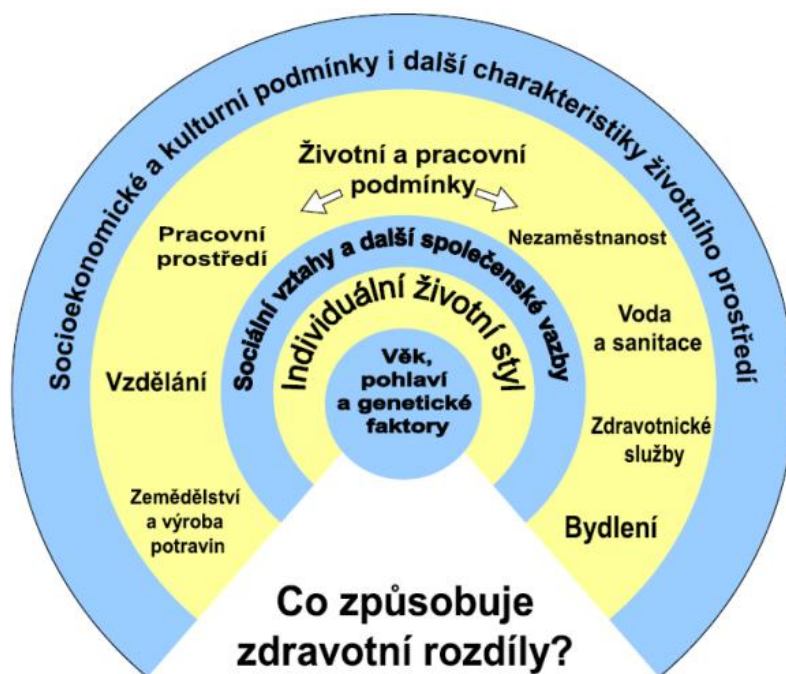 Socioekonomické a kulturní podmínky i další charakteristiky životního prostředí
Životní a pracovní
podmínky
Pracovní
prostředí
Nezaměstnanost
Sociální vztahy a další společenské vazby
Individuální životní styl
Voda
a sanitace
Věk,
pohlaví
a genetické
faktory
Vzdělání
Zdravotnické
služby
Zemědělství
a výroba
potravin
Bydlení
Co způsobuje
zdravotní rozdíly?